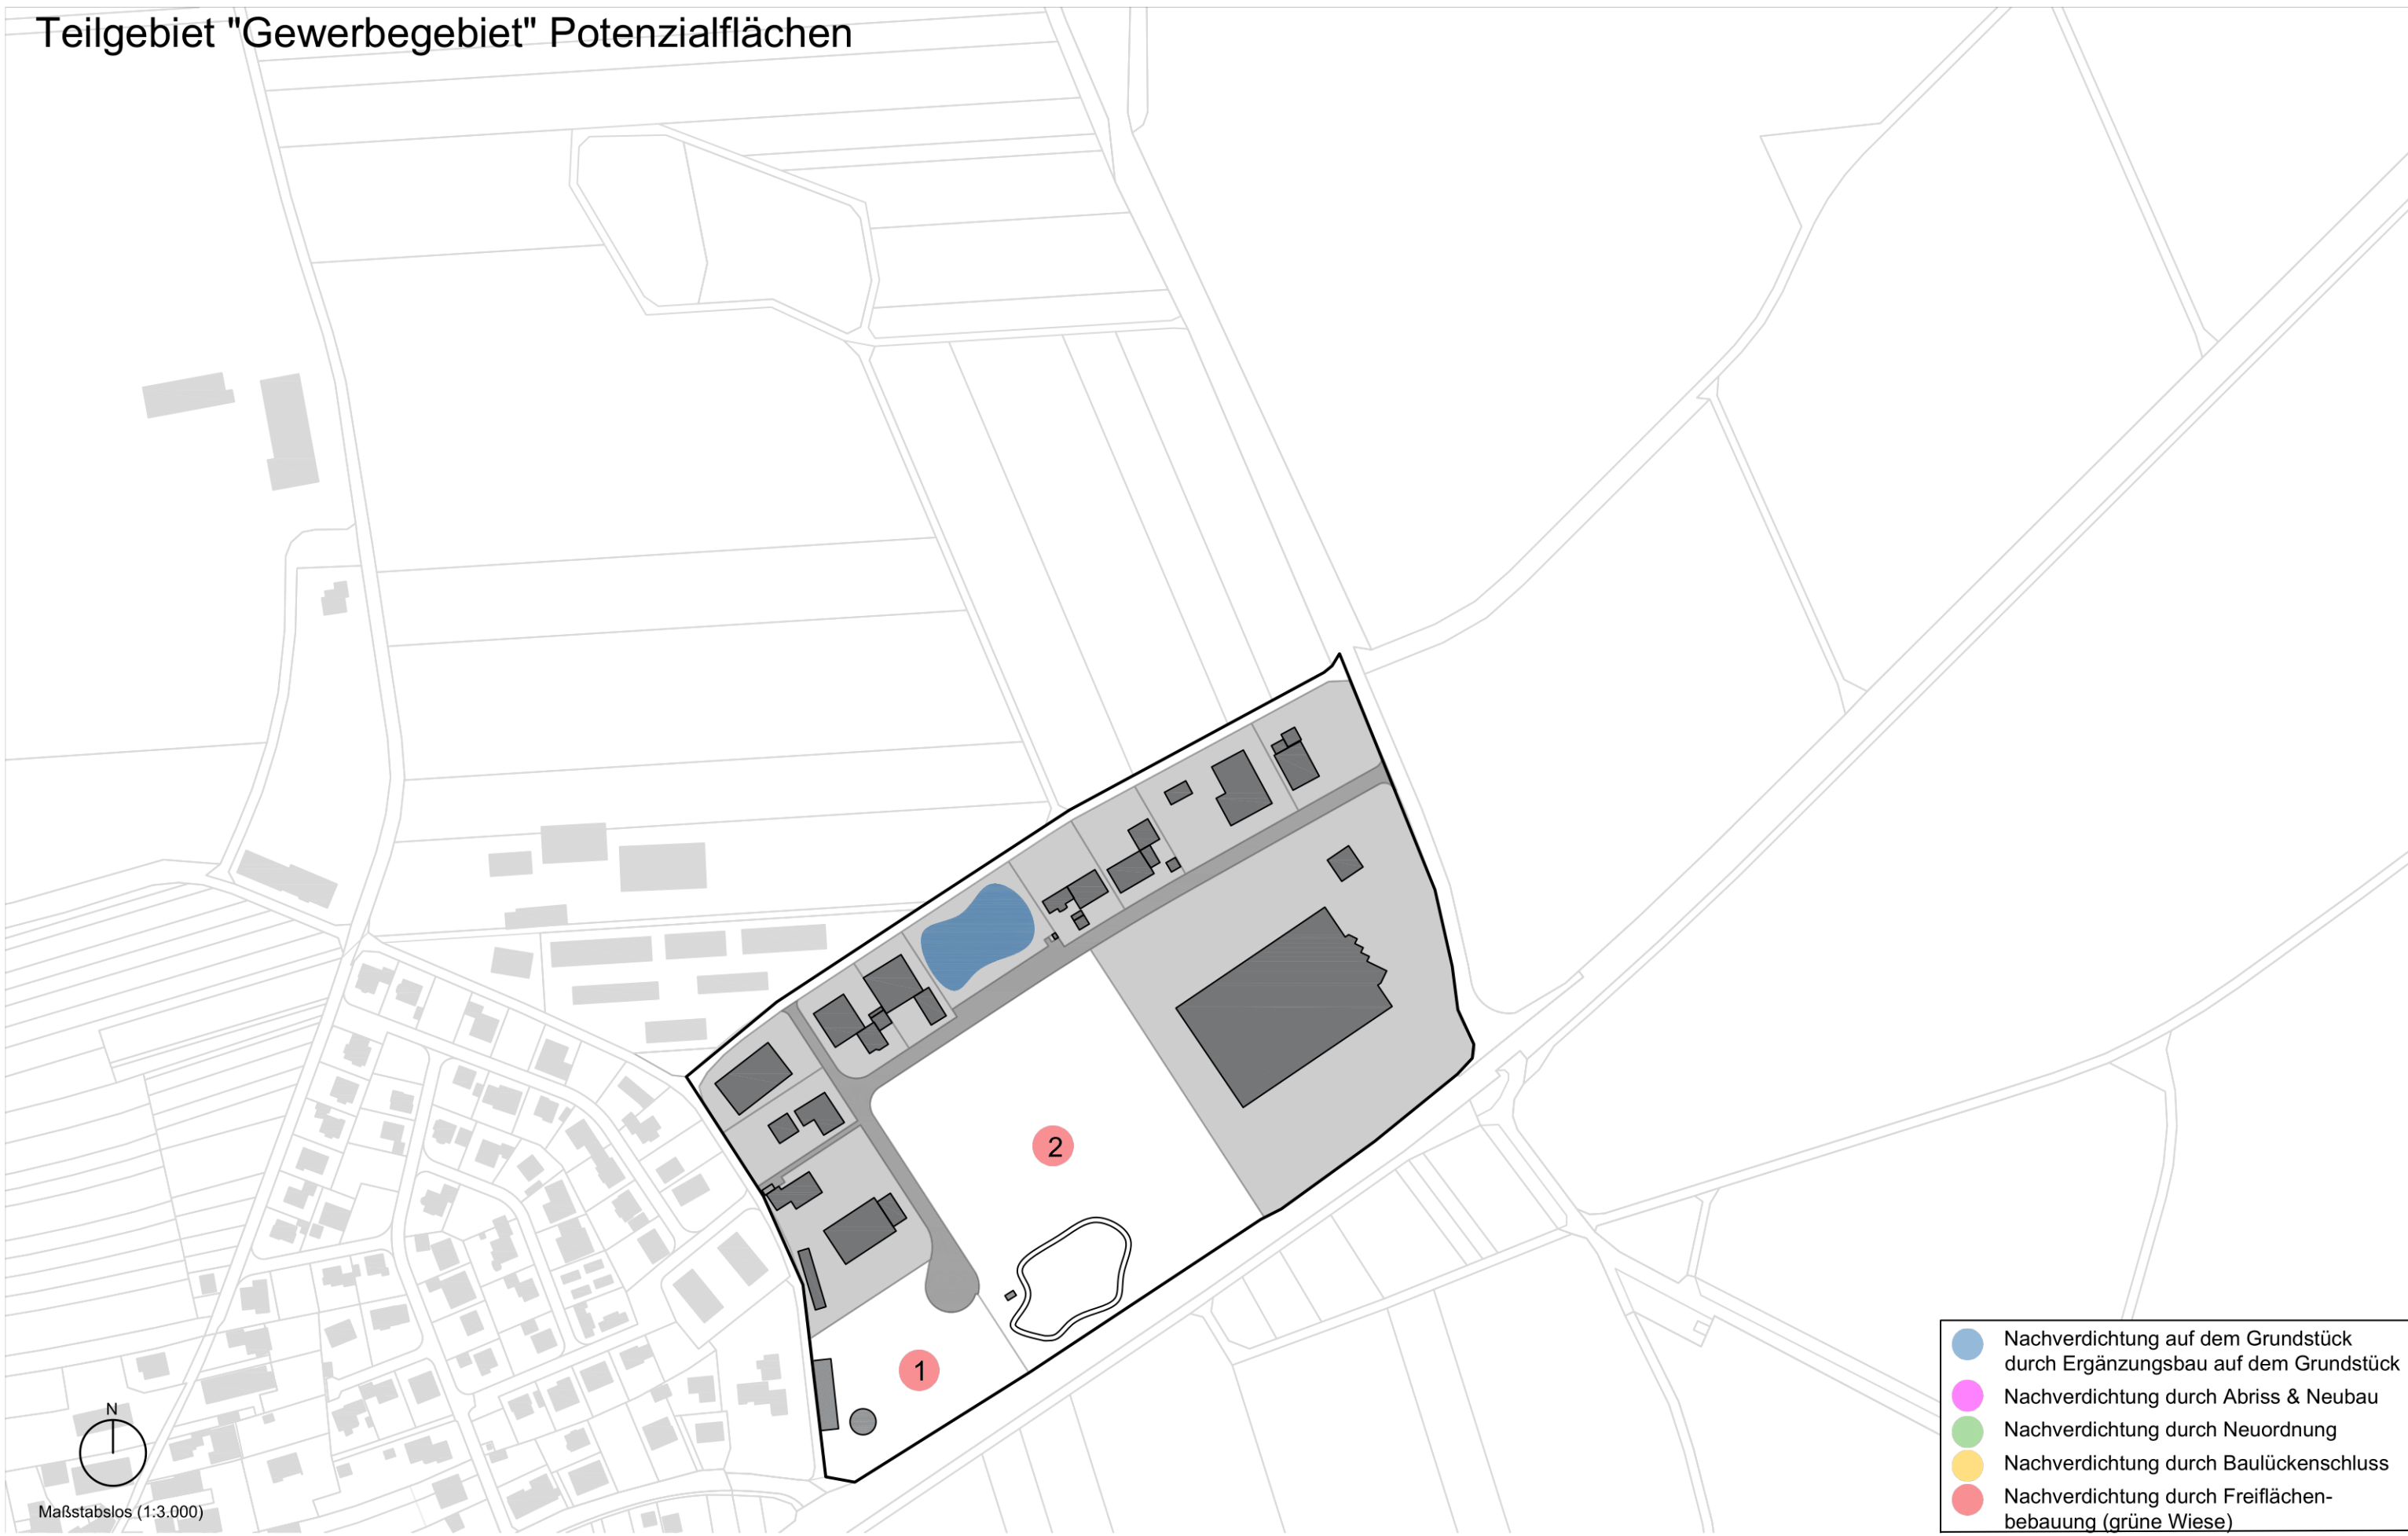 Teilgebiet "Gewerbegebiet" Potenzialflächen
2
1
N
Maßstabslos (1:3.000)
Nachverdichtung auf dem Grundstück
durch Ergänzungsbau auf dem Grundstück
Nachverdichtung durch Abriss & Neubau
Nachverdichtung durch Neuordnung
Nachverdichtung durch Baulückenschluss
Nachverdichtung durch Freiflächen-
bebauung (grüne Wiese)